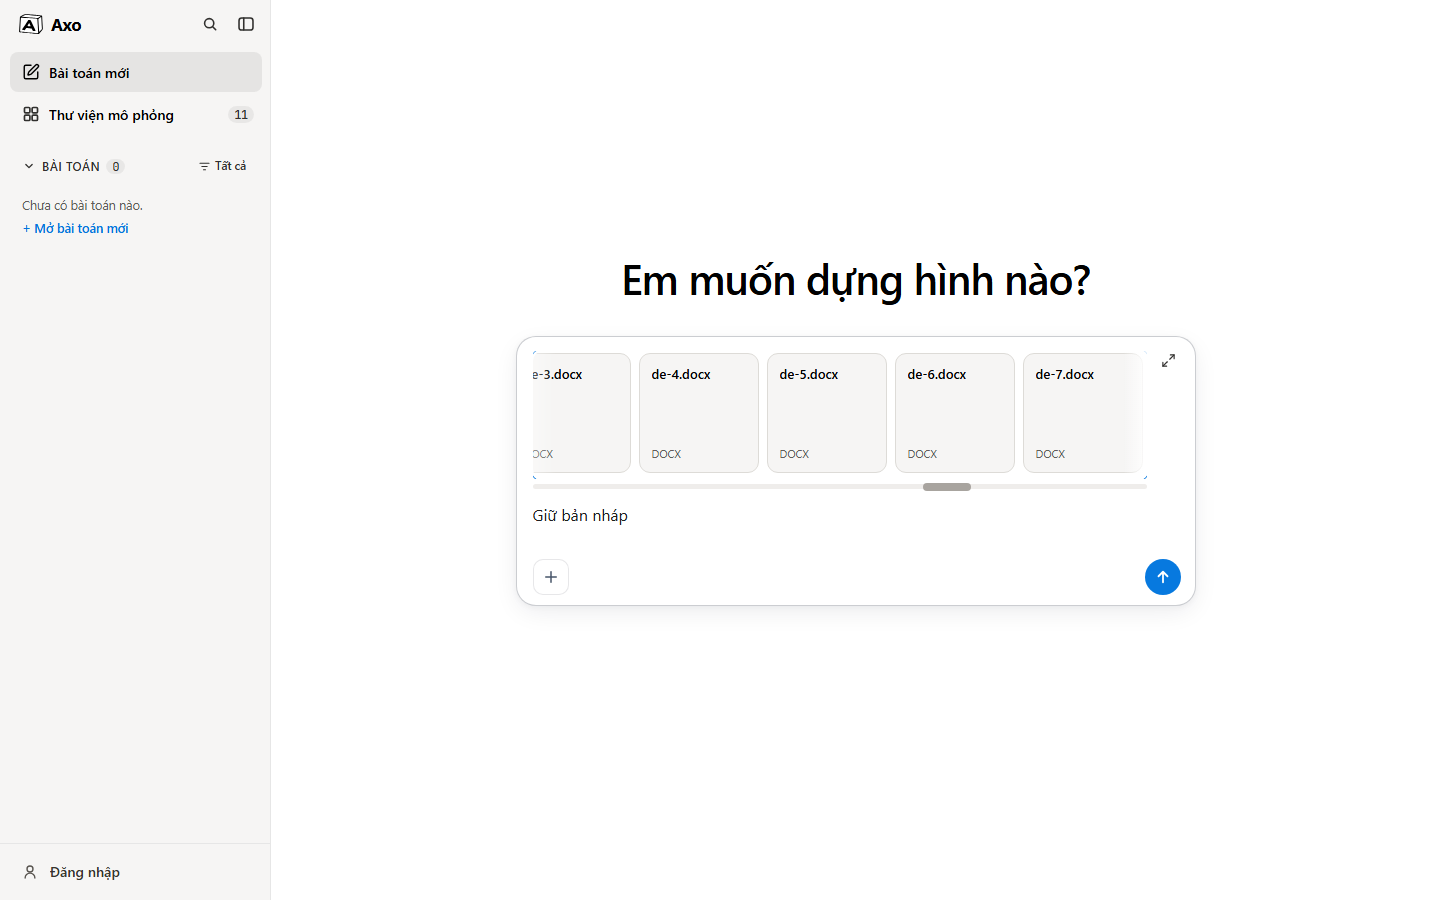 Axo
Bài toán mới
Thư viện mô phỏng 11
BÀI TOÁN 0 Tất cả
Chưa có bài toán nào.
+ Mở bài toán mới
Em muốn dựng hình nào?
e-3.docx de-4.docx de-5.docx de-6.docx de-7.docx
OCX DOCX DOCX DOCX DOCX
Giữ bản nháp
Đăng nhập